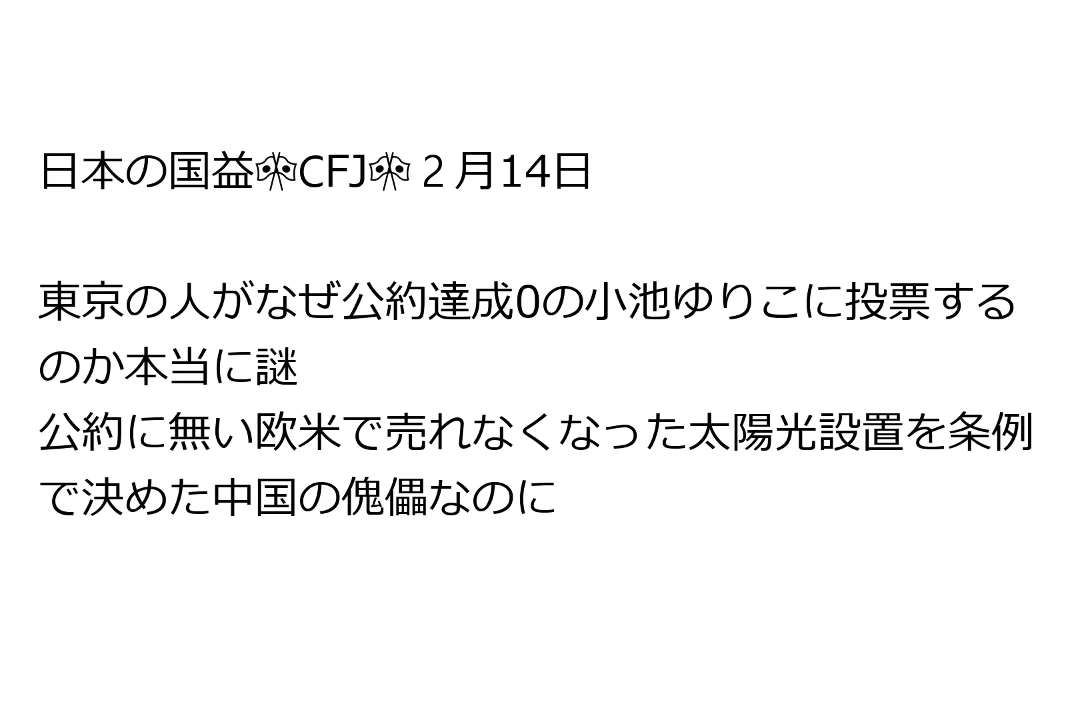 日本の国益🎌CFJ🎌２月14日
東京の人がなぜ公約達成0の小池ゆりこに投票する
のか本当に謎
公約に無い欧米で売れなくなった太陽光設置を条例
で決めた中国の傀儡なのに